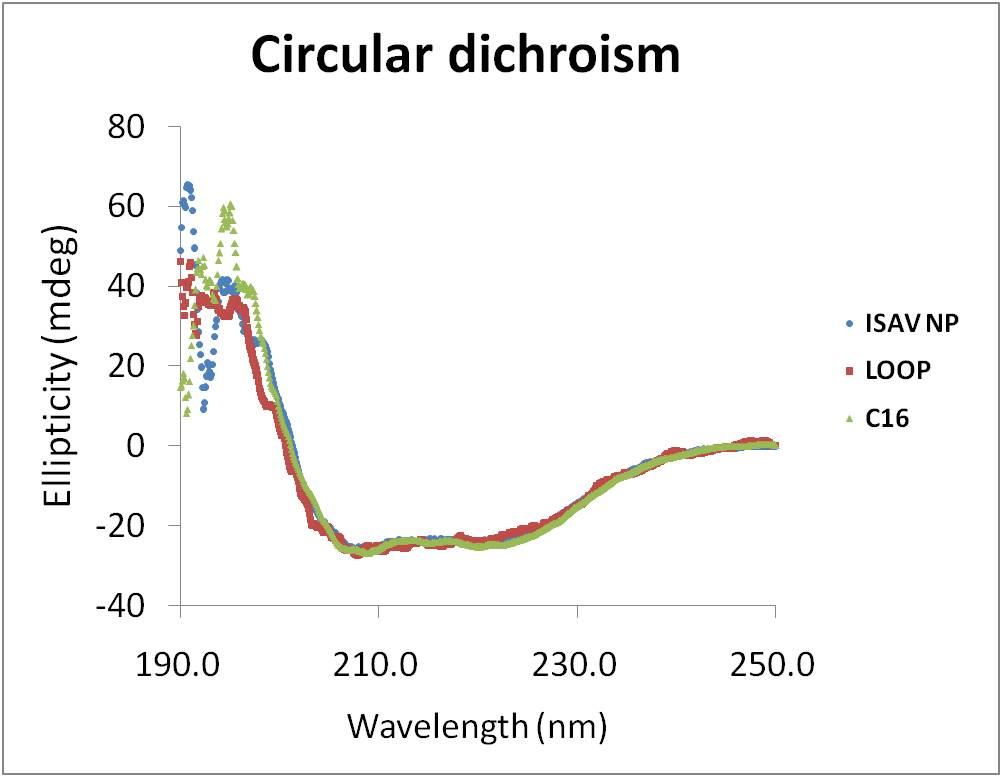 Circular dichroism
80
60
40
20
0
-20
-40
Ellipticity (mdeg)
190.0 210.0 230.0 250.0
Wavelength (nm)
ISAV NP
LOOP
C16